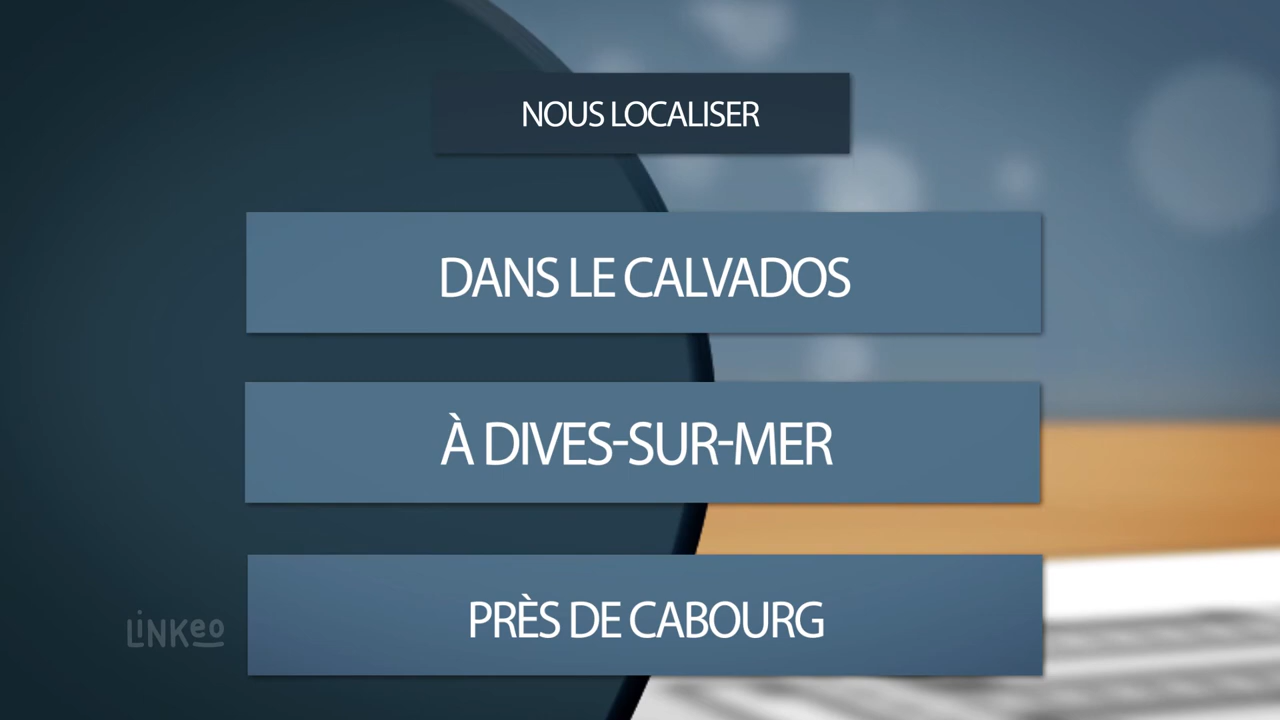 NOUS LOCALISER
DANS LE CALVADOS
À DIVES-SUR-MER
PRÈS DE CABOURG
LiNKeo